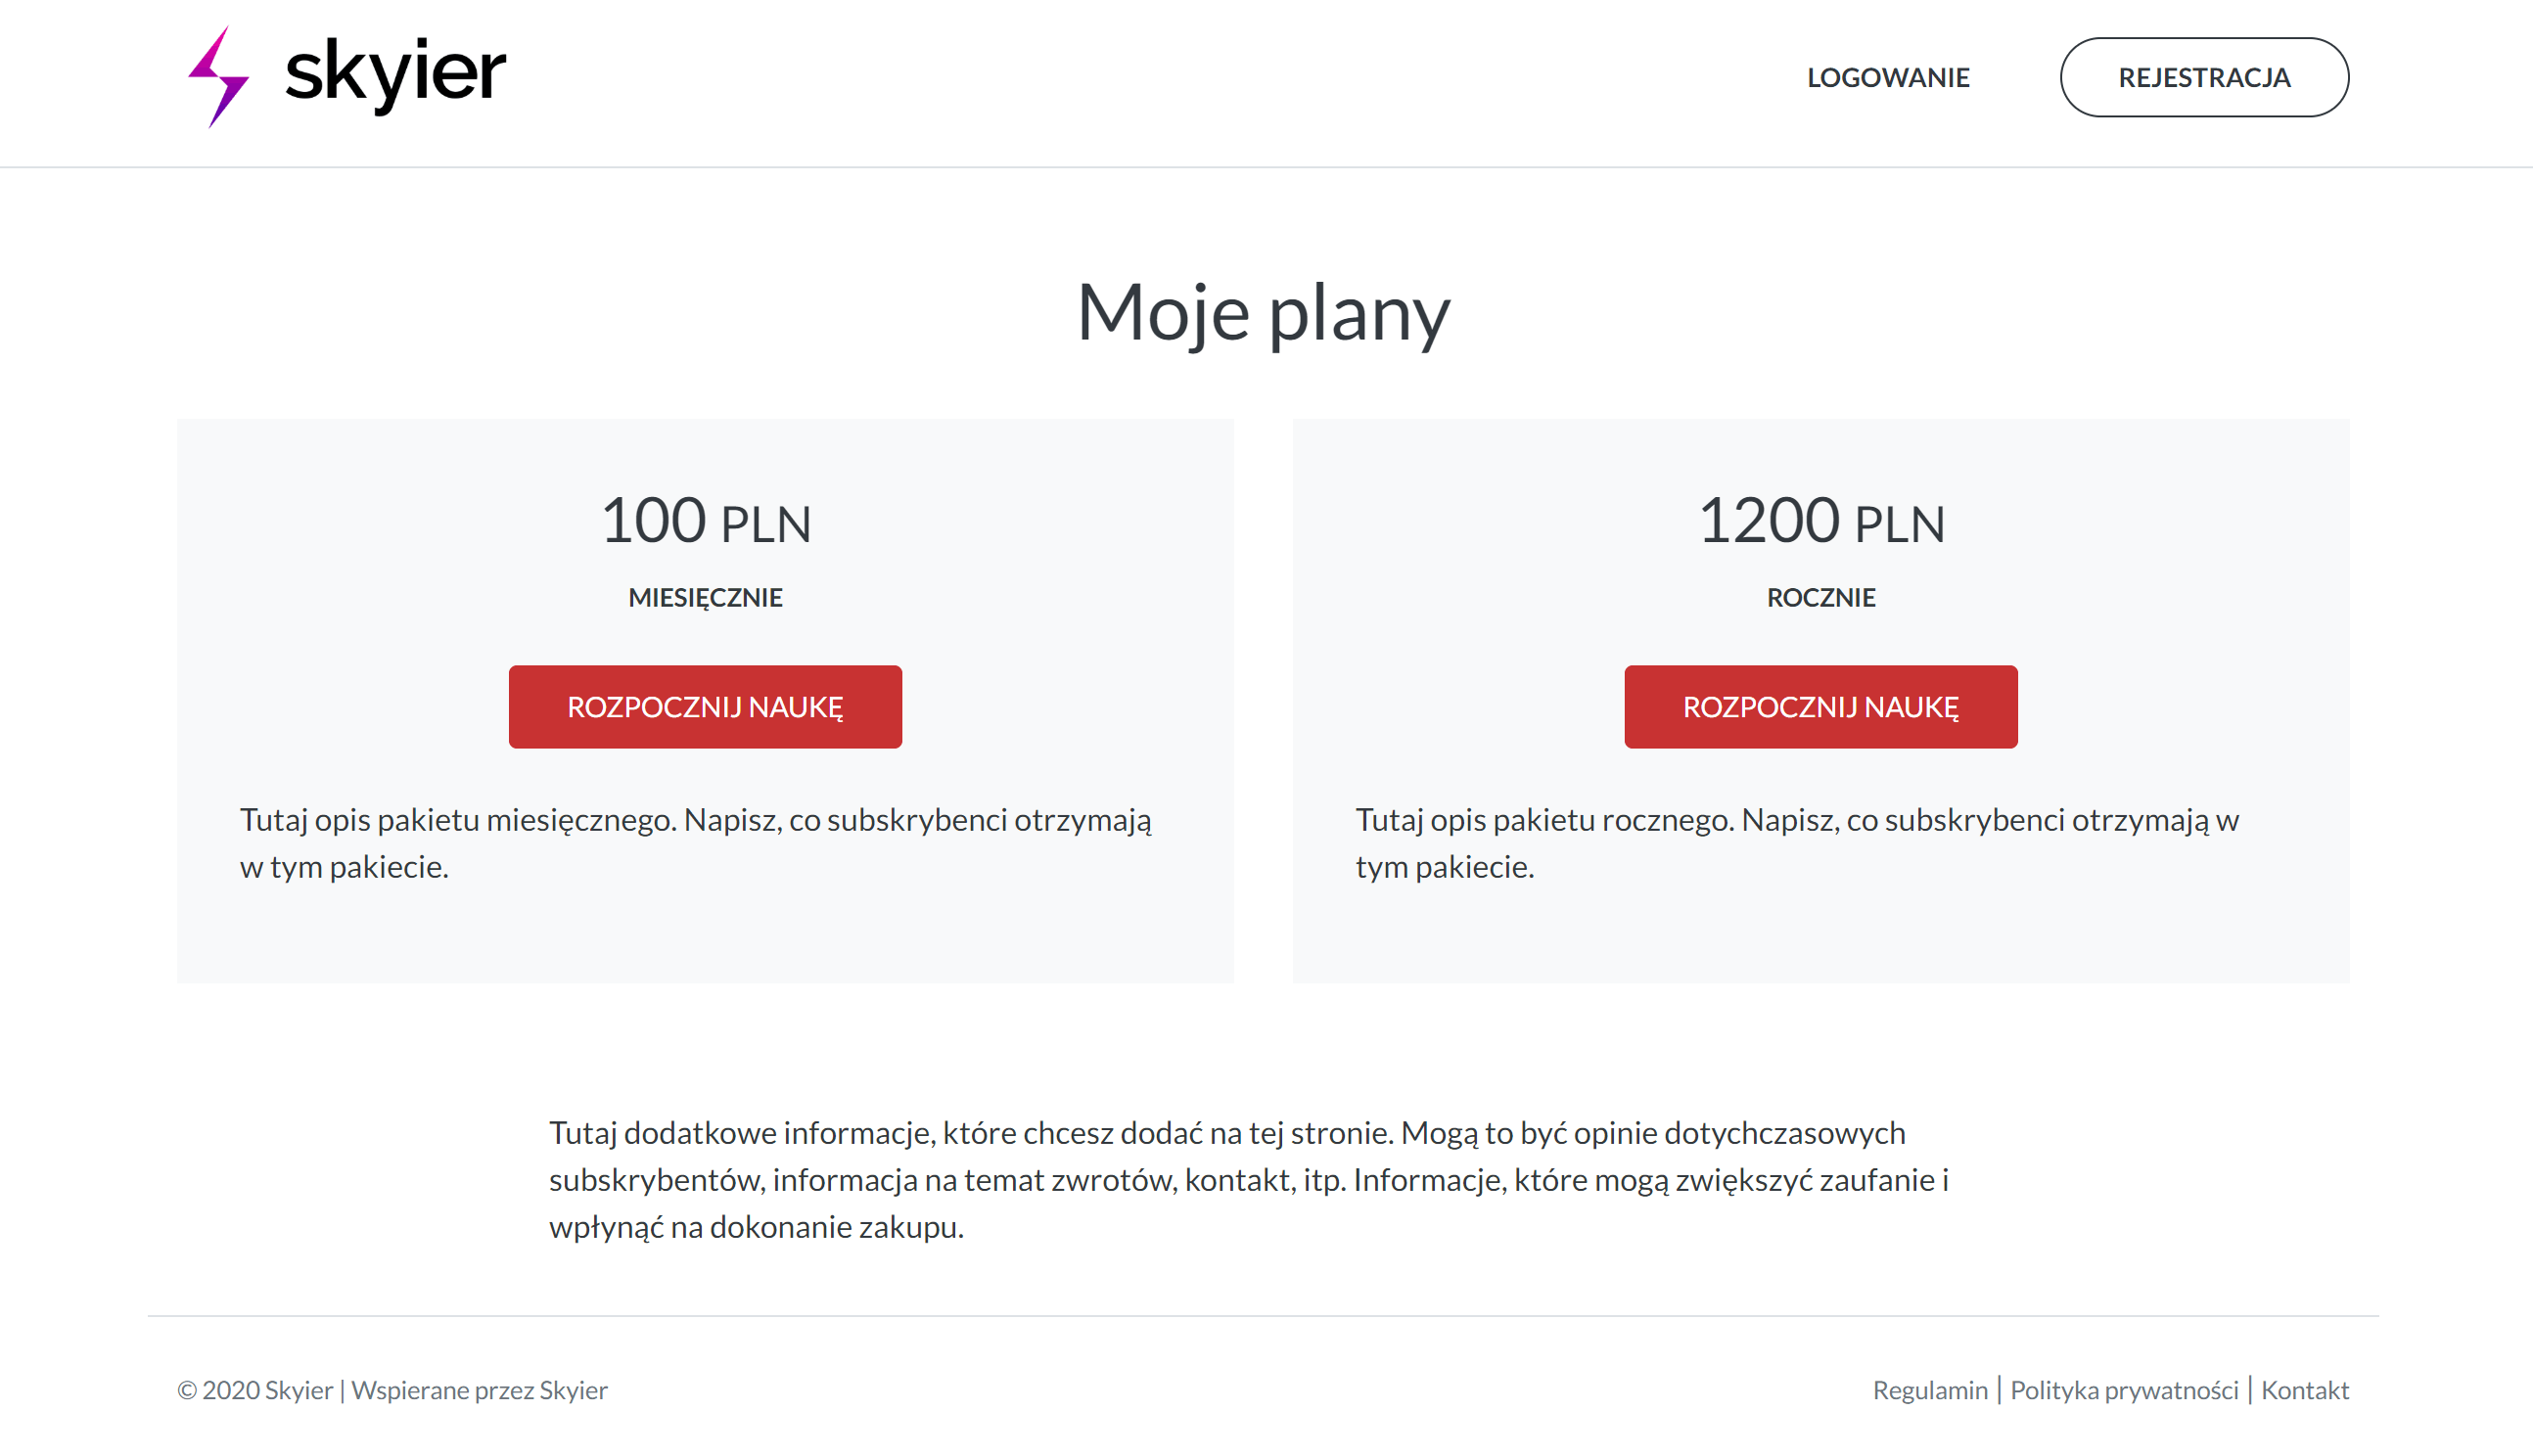 skyier
LOGOWANIE
REJESTRACJA
Moje plany
100 PLN
MIESIĘCZNIE
ROZPOCZNIJ NAUKĘ
Tutaj opis pakietu miesięcznego. Napisz, co subskrybenci otrzymają
w tym pakiecie.
1200 PLN
ROCZNIE
ROZPOCZNIJ NAUKĘ
Tutaj opis pakietu rocznego. Napisz, co subskrybenci otrzymają w
tym pakiecie.
Tutaj dodatkowe informacje, które chcesz dodać na tej stronie. Mogą to być opinie dotychczasowych
subskrybentów, informacja na temat zwrotów, kontakt, itp. Informacje, które mogą zwiększyć zaufanie i
wpłynąć na dokonanie zakupu.
© 2020 Skyier | Wspierane przez Skyier
Regulamin | Polityka prywatności | Kontakt